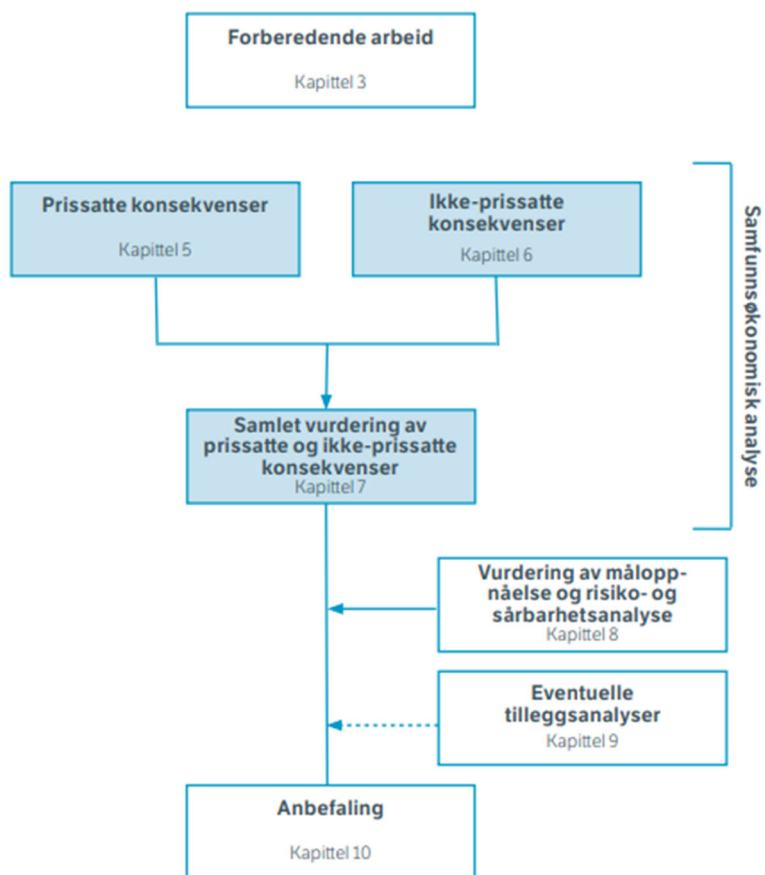 Forberedende arbeid
Kapittel 3
Prissatte konsekvenser
Kapittel 5
Ikke-prissatte
konsekvenser
Kapittel 6
Samfunnsøkonomisk analyse
Samlet vurdering av
prissatte og ikke-prissatte
konsekvenser
Kapittel 7
Vurdering av målopp-
nåelse og risiko- og
sårbarhetsanalyse
Kapittel 8
Eventuelle
tilleggsanalyser
Kapittel 9
Anbefaling
Kapittel 10